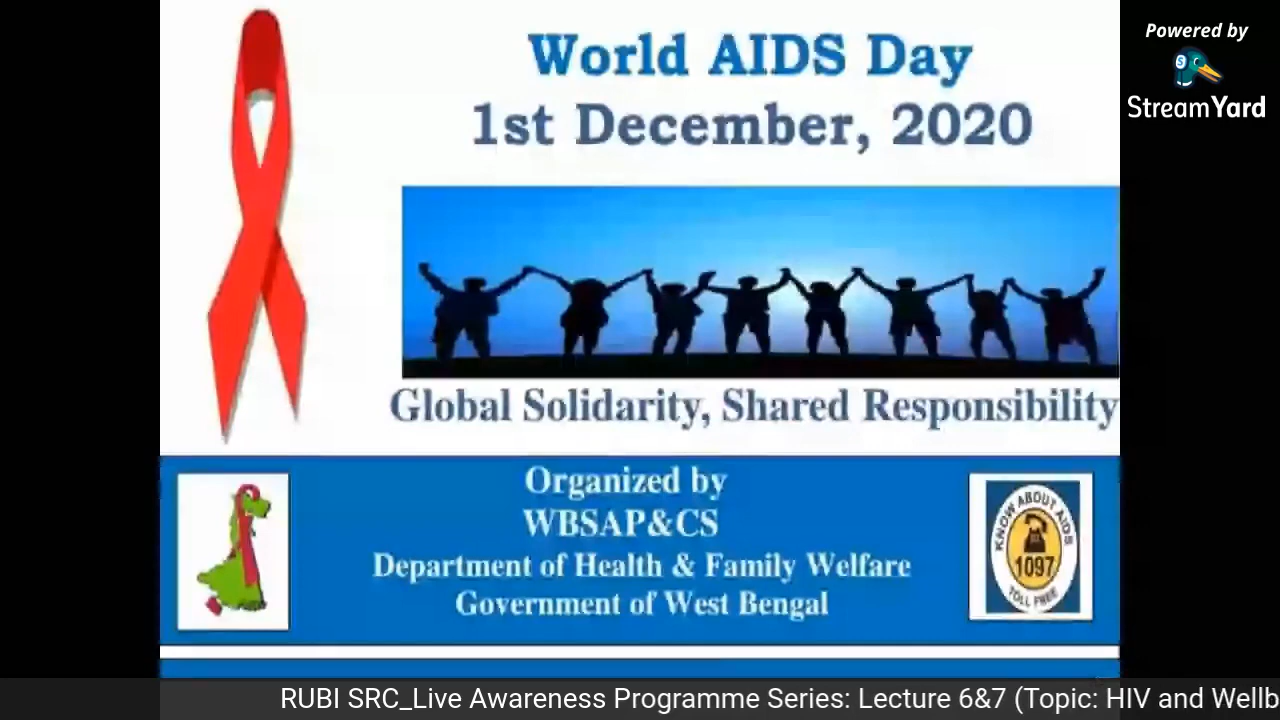 World AIDS Day
1st December, 2020
Powered by
StreamYard
Global Solidarity, Shared Responsibility
Organized by
WBSAP&CS
Department of Health & Family Welfare
Government of West Bengal
KNOW ABOUT AIDS
1097
TOLL FREE
RUBI SRC_Live Awareness Programme Series: Lecture 6&7 (Topic: HIV and Wellb